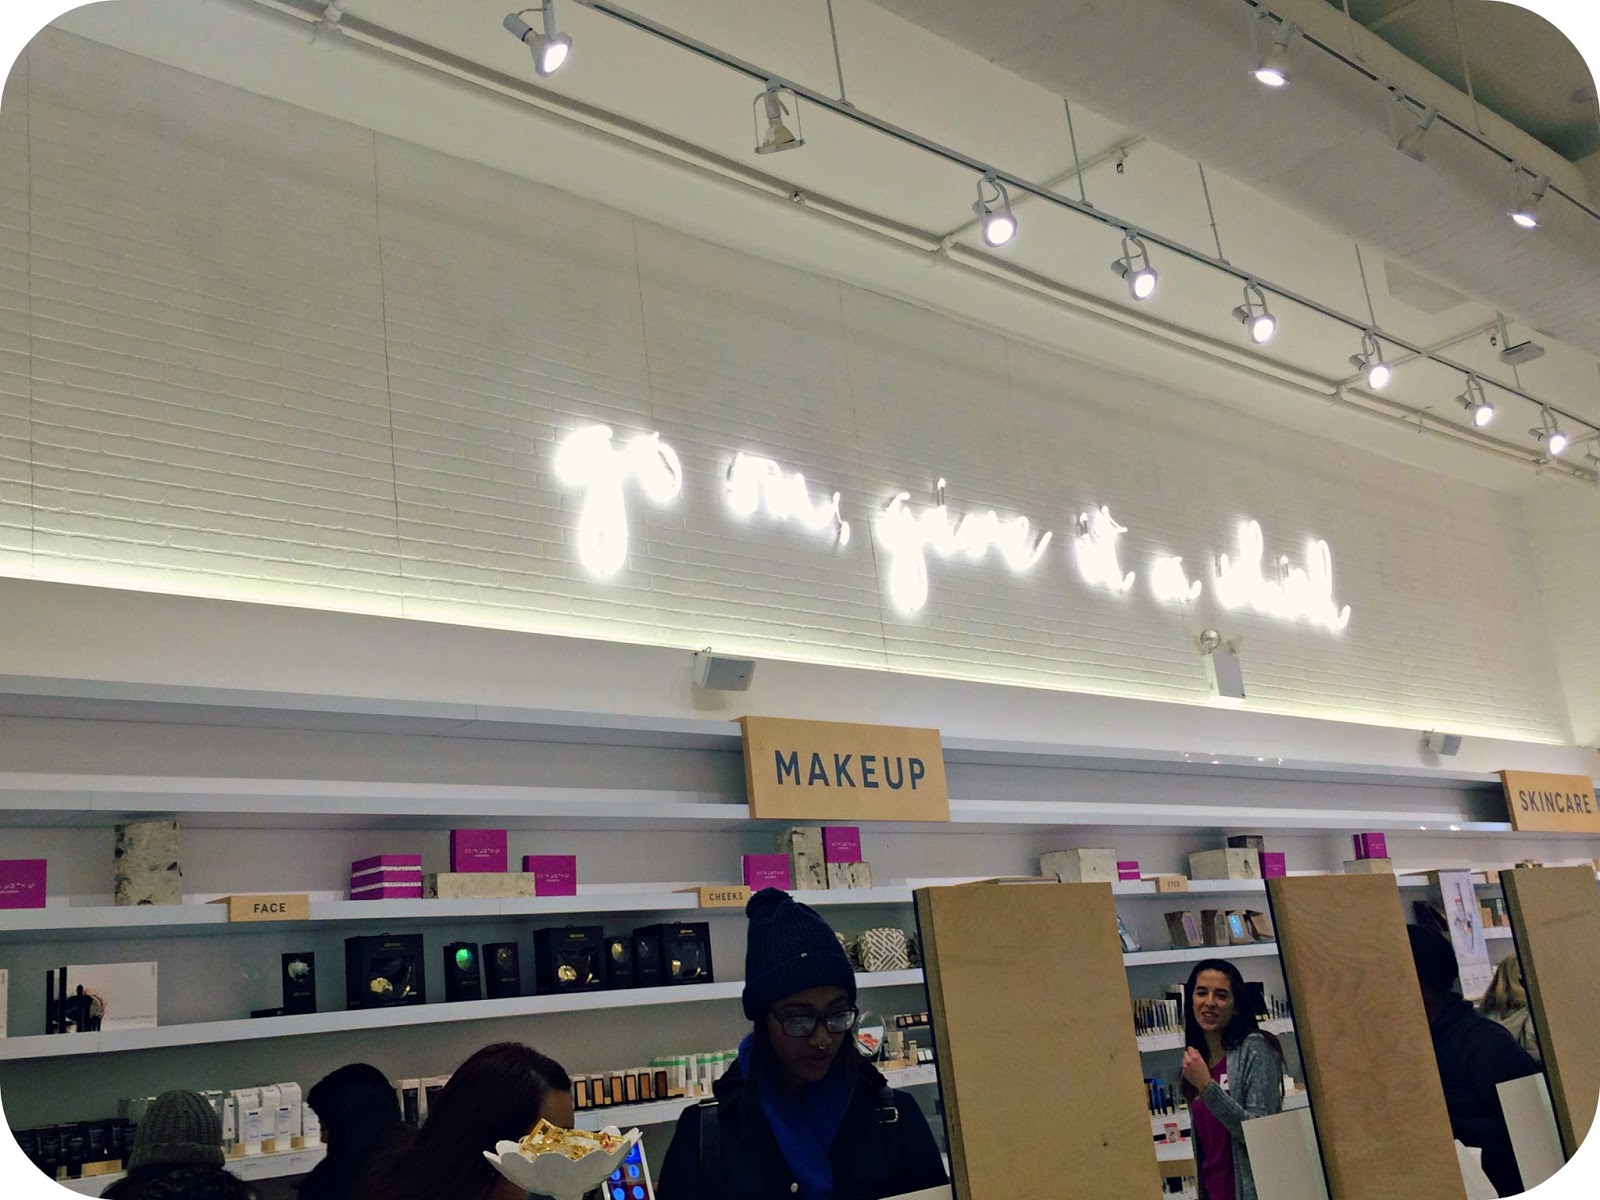 go on, give it a whirl
MAKEUP
SKINCARE
FACE
CHEEKS
EYES